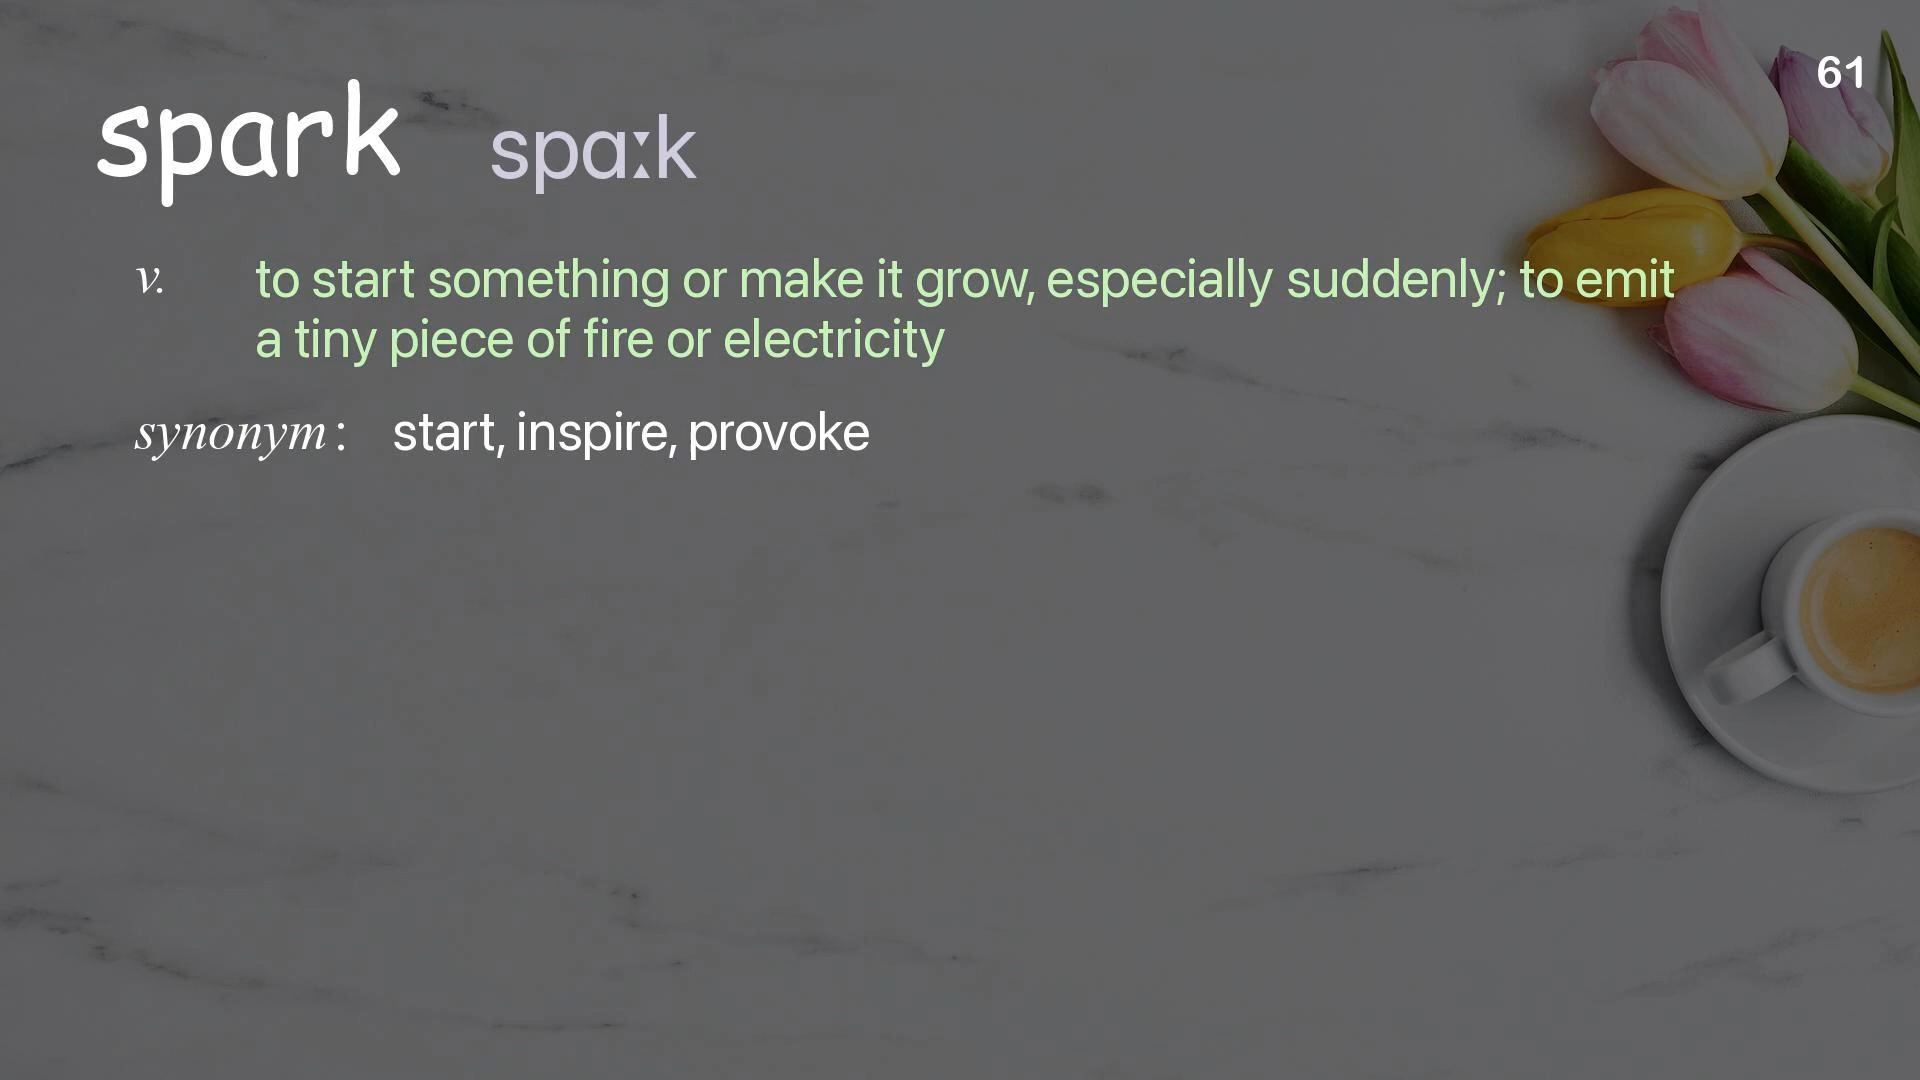 61
spark spɑːk
v. to start something or make it grow, especially suddenly; to emit
a tiny piece of fire or electricity
synonym : start, inspire, provoke